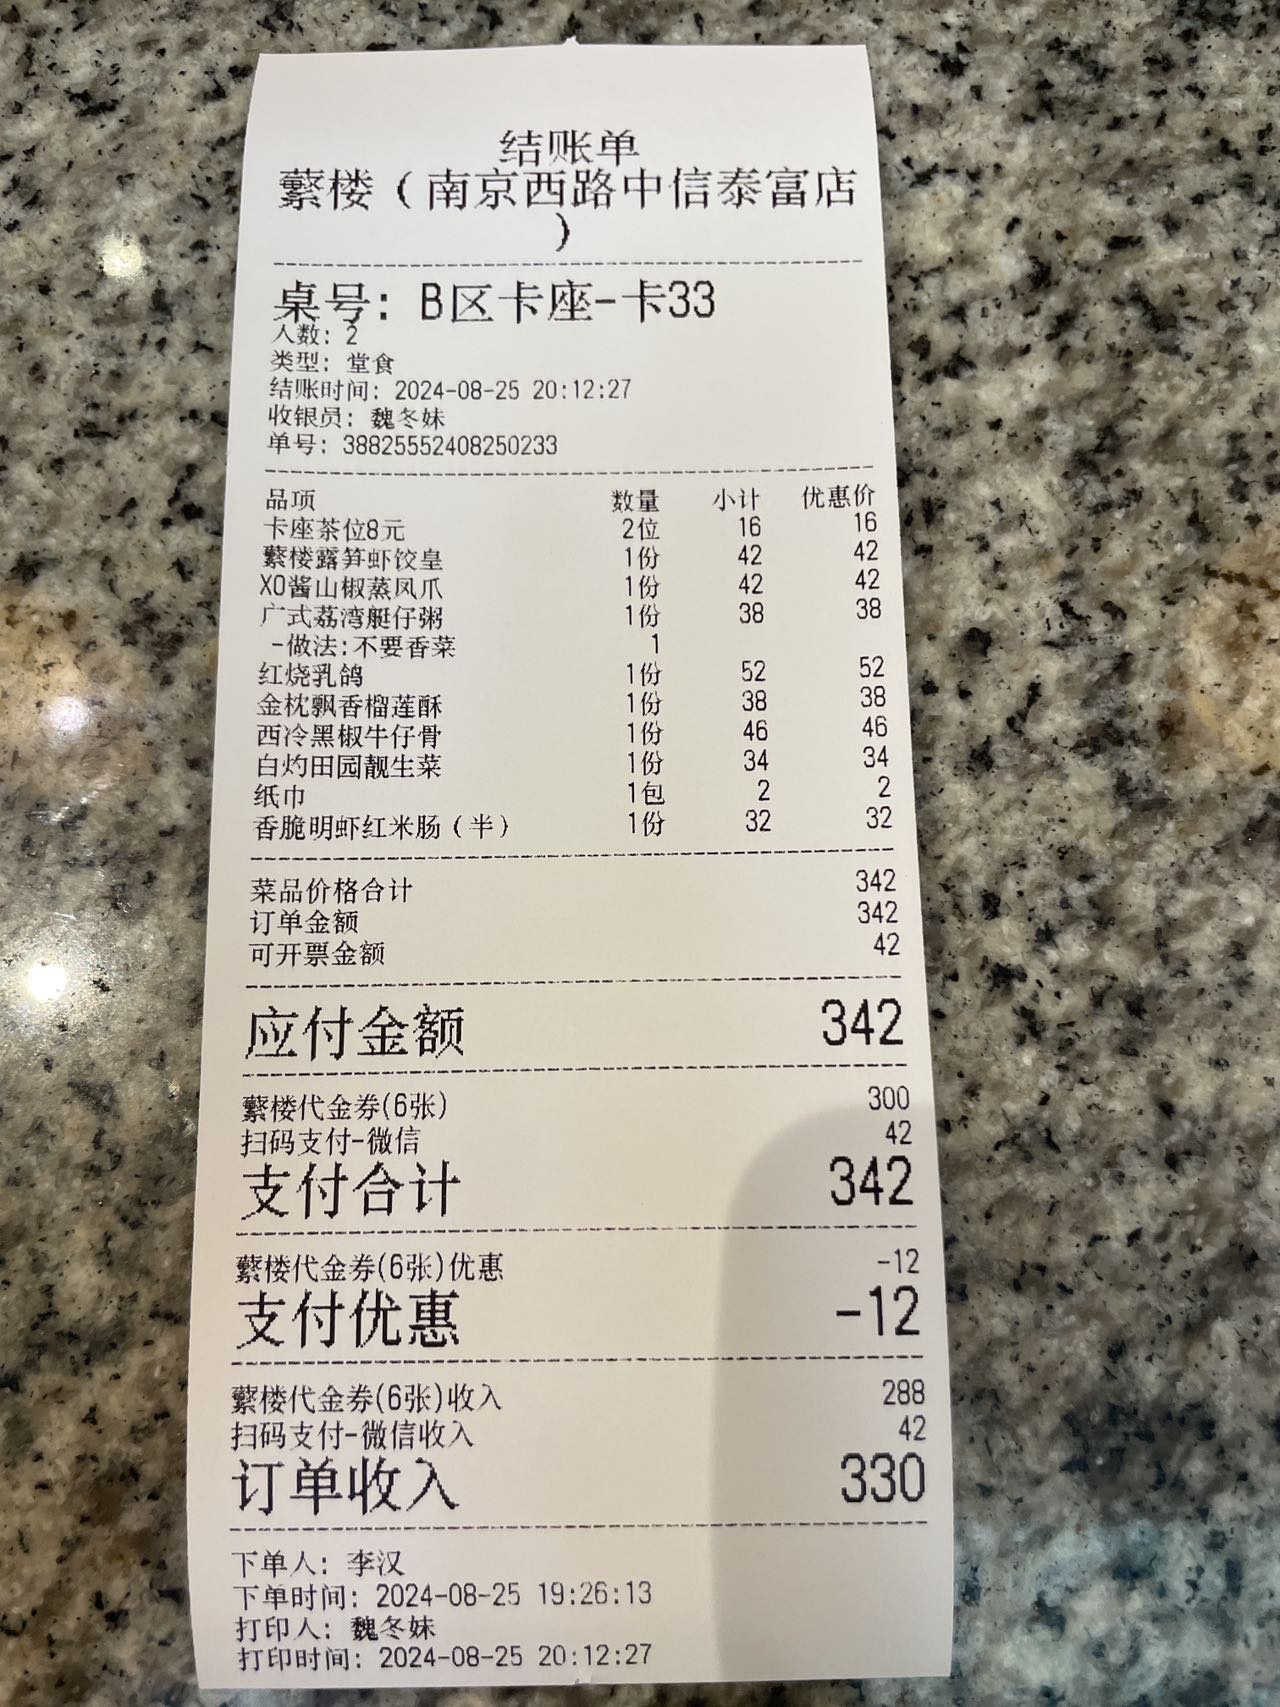 结账单
蘩楼（南京西路中信泰富店
）
桌号: B区卡座-卡33
人数: 2
类型: 堂食
结账时间: 2024-08-25 20:12:27
收银员: 魏冬妹
单号: 38825552408250233
品项 数量 小计 优惠价
卡座茶位8元 2位 16 16
蘩楼露笋虾饺皇 1份 42 42
XO酱山椒蒸凤爪 1份 42 42
广式荔湾艇仔粥 1份 38 38
-做法:不要香菜 1
红烧乳鸽 1份 52 52
金枕飘香榴莲酥 1份 38 38
西冷黑椒牛仔骨 1份 46 46
白灼田园靓生菜 1份 34 34
纸巾 1包 2 2
香脆明虾红米肠（半） 1份 32 32
菜品价格合计 342
订单金额 342
可开票金额 42
应付金额 342
蘩楼代金券(6张) 300
扫码支付-微信 42
支付合计 342
蘩楼代金券(6张)优惠 -12
支付优惠 -12
蘩楼代金券(6张)收入 288
扫码支付-微信收入 42
订单收入 330
下单人: 李汉
下单时间: 2024-08-25 19:26:13
打印人: 魏冬妹
打印时间: 2024-08-25 20:12:27